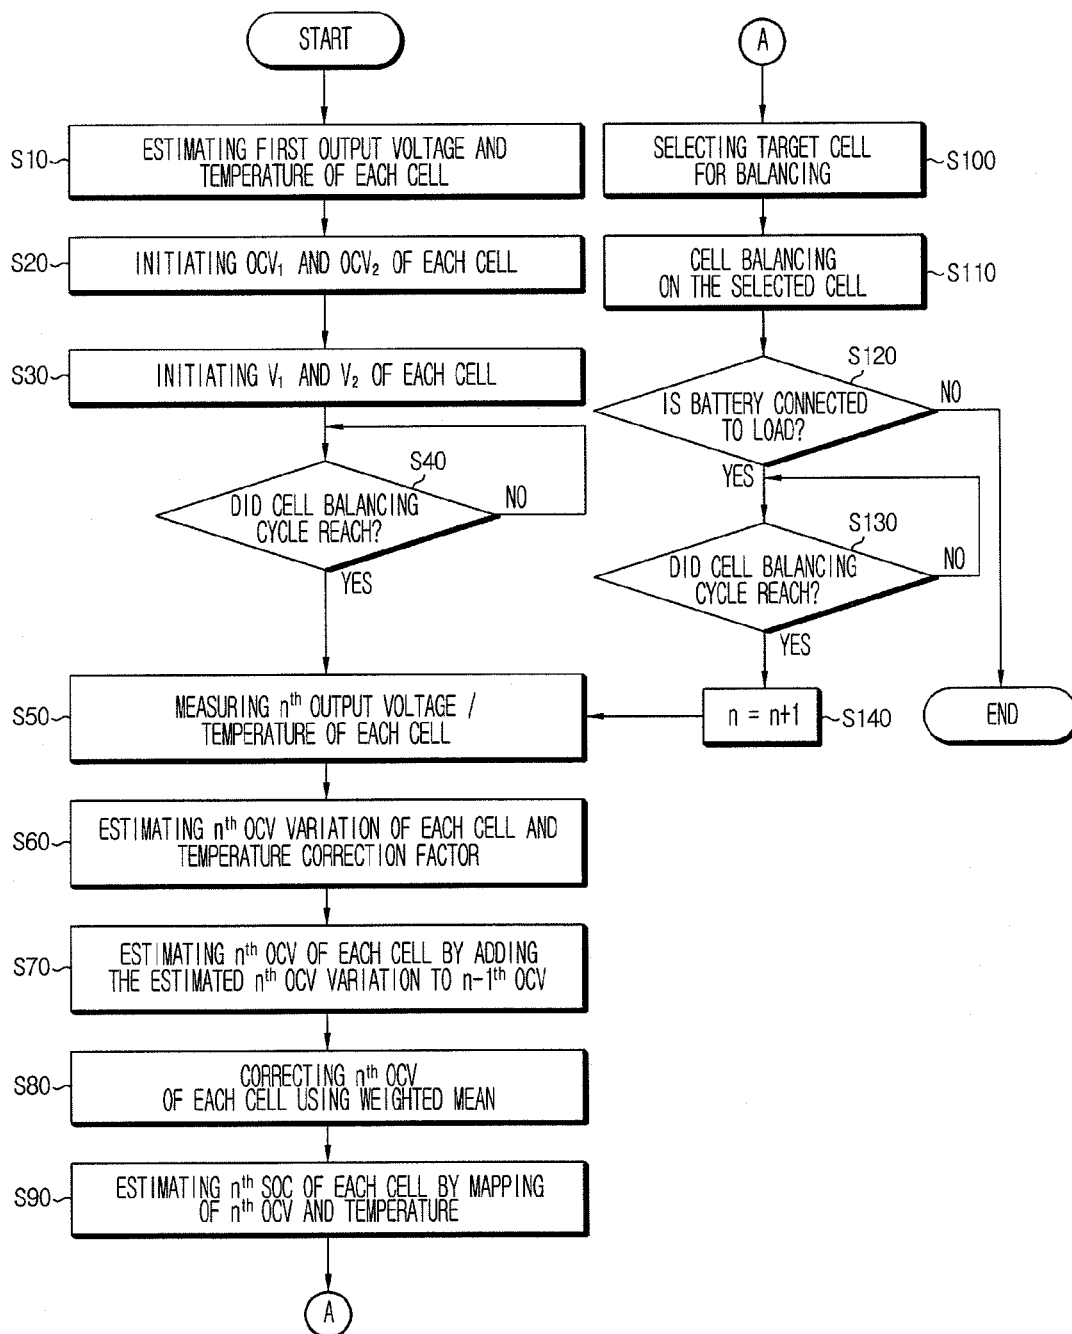 START
S10
ESTIMATING FIRST OUTPUT VOLTAGE AND
TEMPERATURE OF EACH CELL
S20
INITIATING OCV₁ AND OCV₂ OF EACH CELL
S30
INITIATING V₁ AND V₂ OF EACH CELL
S40
DID CELL BALANCING
CYCLE REACH?
NO
YES
S50
MEASURING nᵗʰ OUTPUT VOLTAGE /
TEMPERATURE OF EACH CELL
S60
ESTIMATING nᵗʰ OCV VARIATION OF EACH CELL AND
TEMPERATURE CORRECTION FACTOR
S70
ESTIMATING nᵗʰ OCV OF EACH CELL BY ADDING
THE ESTIMATED nᵗʰ OCV VARIATION TO n-1ᵗʰ OCV
S80
CORRECTING nᵗʰ OCV
OF EACH CELL USING WEIGHTED MEAN
S90
ESTIMATING nᵗʰ SOC OF EACH CELL BY MAPPING
OF nᵗʰ OCV AND TEMPERATURE
A
A
SELECTING TARGET CELL
FOR BALANCING
S100
CELL BALANCING
ON THE SELECTED CELL
S110
S120
IS BATTERY CONNECTED
TO LOAD?
NO
YES
S130
DID CELL BALANCING
CYCLE REACH?
NO
YES
n = n+1
S140
END